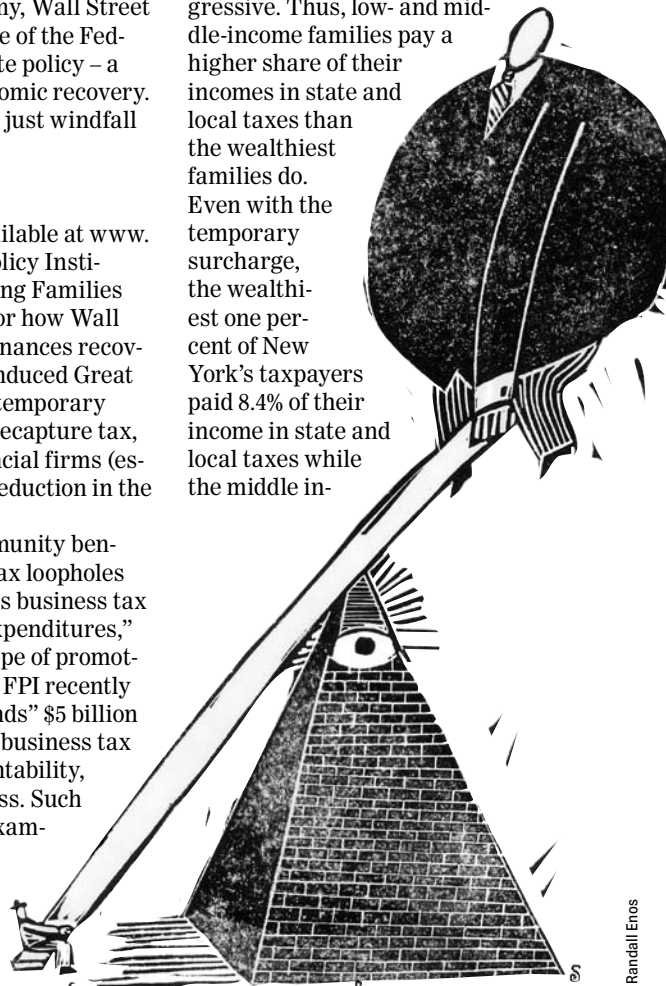 my, Wall Street
e of the Fed-
te policy – a
omic recovery.
just windfall
ilable at www.
olicy Insti-
ng Families
or how Wall
nances recov-
nduced Great
temporary
ecapture tax,
cial firms (es-
eduction in the
munity ben-
ax loopholes
s business tax
xpenditures,”
pe of promot-
FPI recently
nds” $5 billion
business tax
ntability,
ss. Such
xam-
gressive. Thus, low- and mid-
dle-income families pay a
higher share of their
incomes in state and
local taxes than
the wealthiest
families do.
Even with the
temporary
surcharge,
the wealthi-
est one per-
cent of New
York’s taxpayers
paid 8.4% of their
income in state and
local taxes while
the middle in-
Randall Enos